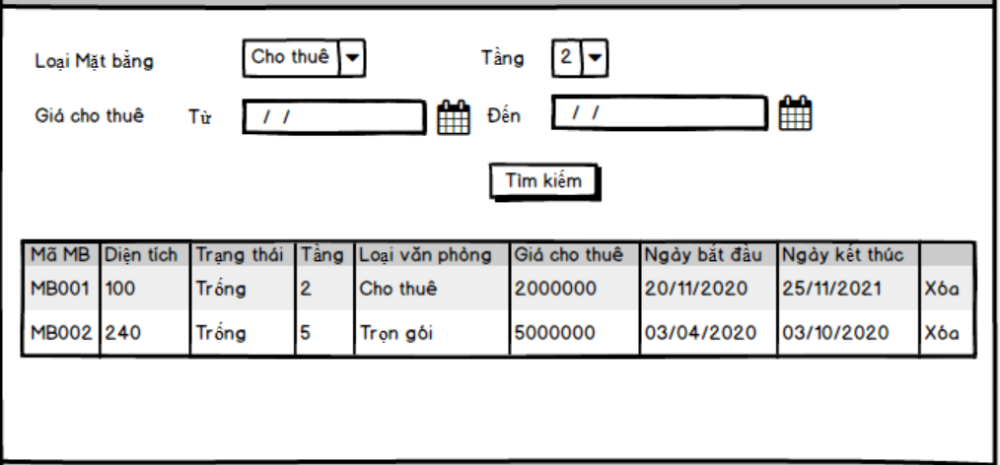 Loại Mặt bằng Cho thuê Tầng 2
Giá cho thuê Từ / / Đến / /
Tìm kiếm
Mã MB Diện tích Trạng thái Tầng Loại văn phòng Giá cho thuê Ngày bắt đầu Ngày kết thúc
MB001 100 Trống 2 Cho thuê 2000000 20/11/2020 25/11/2021 Xóa
MB002 240 Trống 5 Trọn gói 5000000 03/04/2020 03/10/2020 Xóa